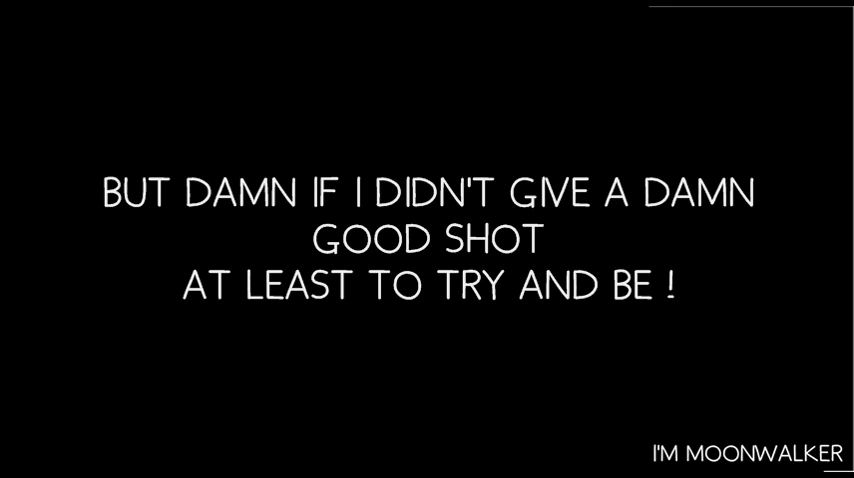 BUT DAMN IF I DIDN'T GIVE A DAMN
GOOD SHOT
AT LEAST TO TRY AND BE !
I'M MOONWALKER